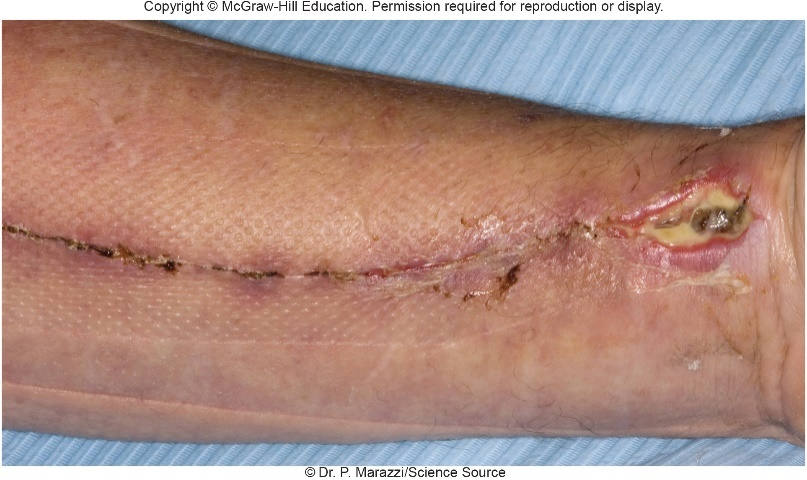 Copyright © McGraw-Hill Education. Permission required for reproduction or display.
© Dr. P. Marazzi/Science Source